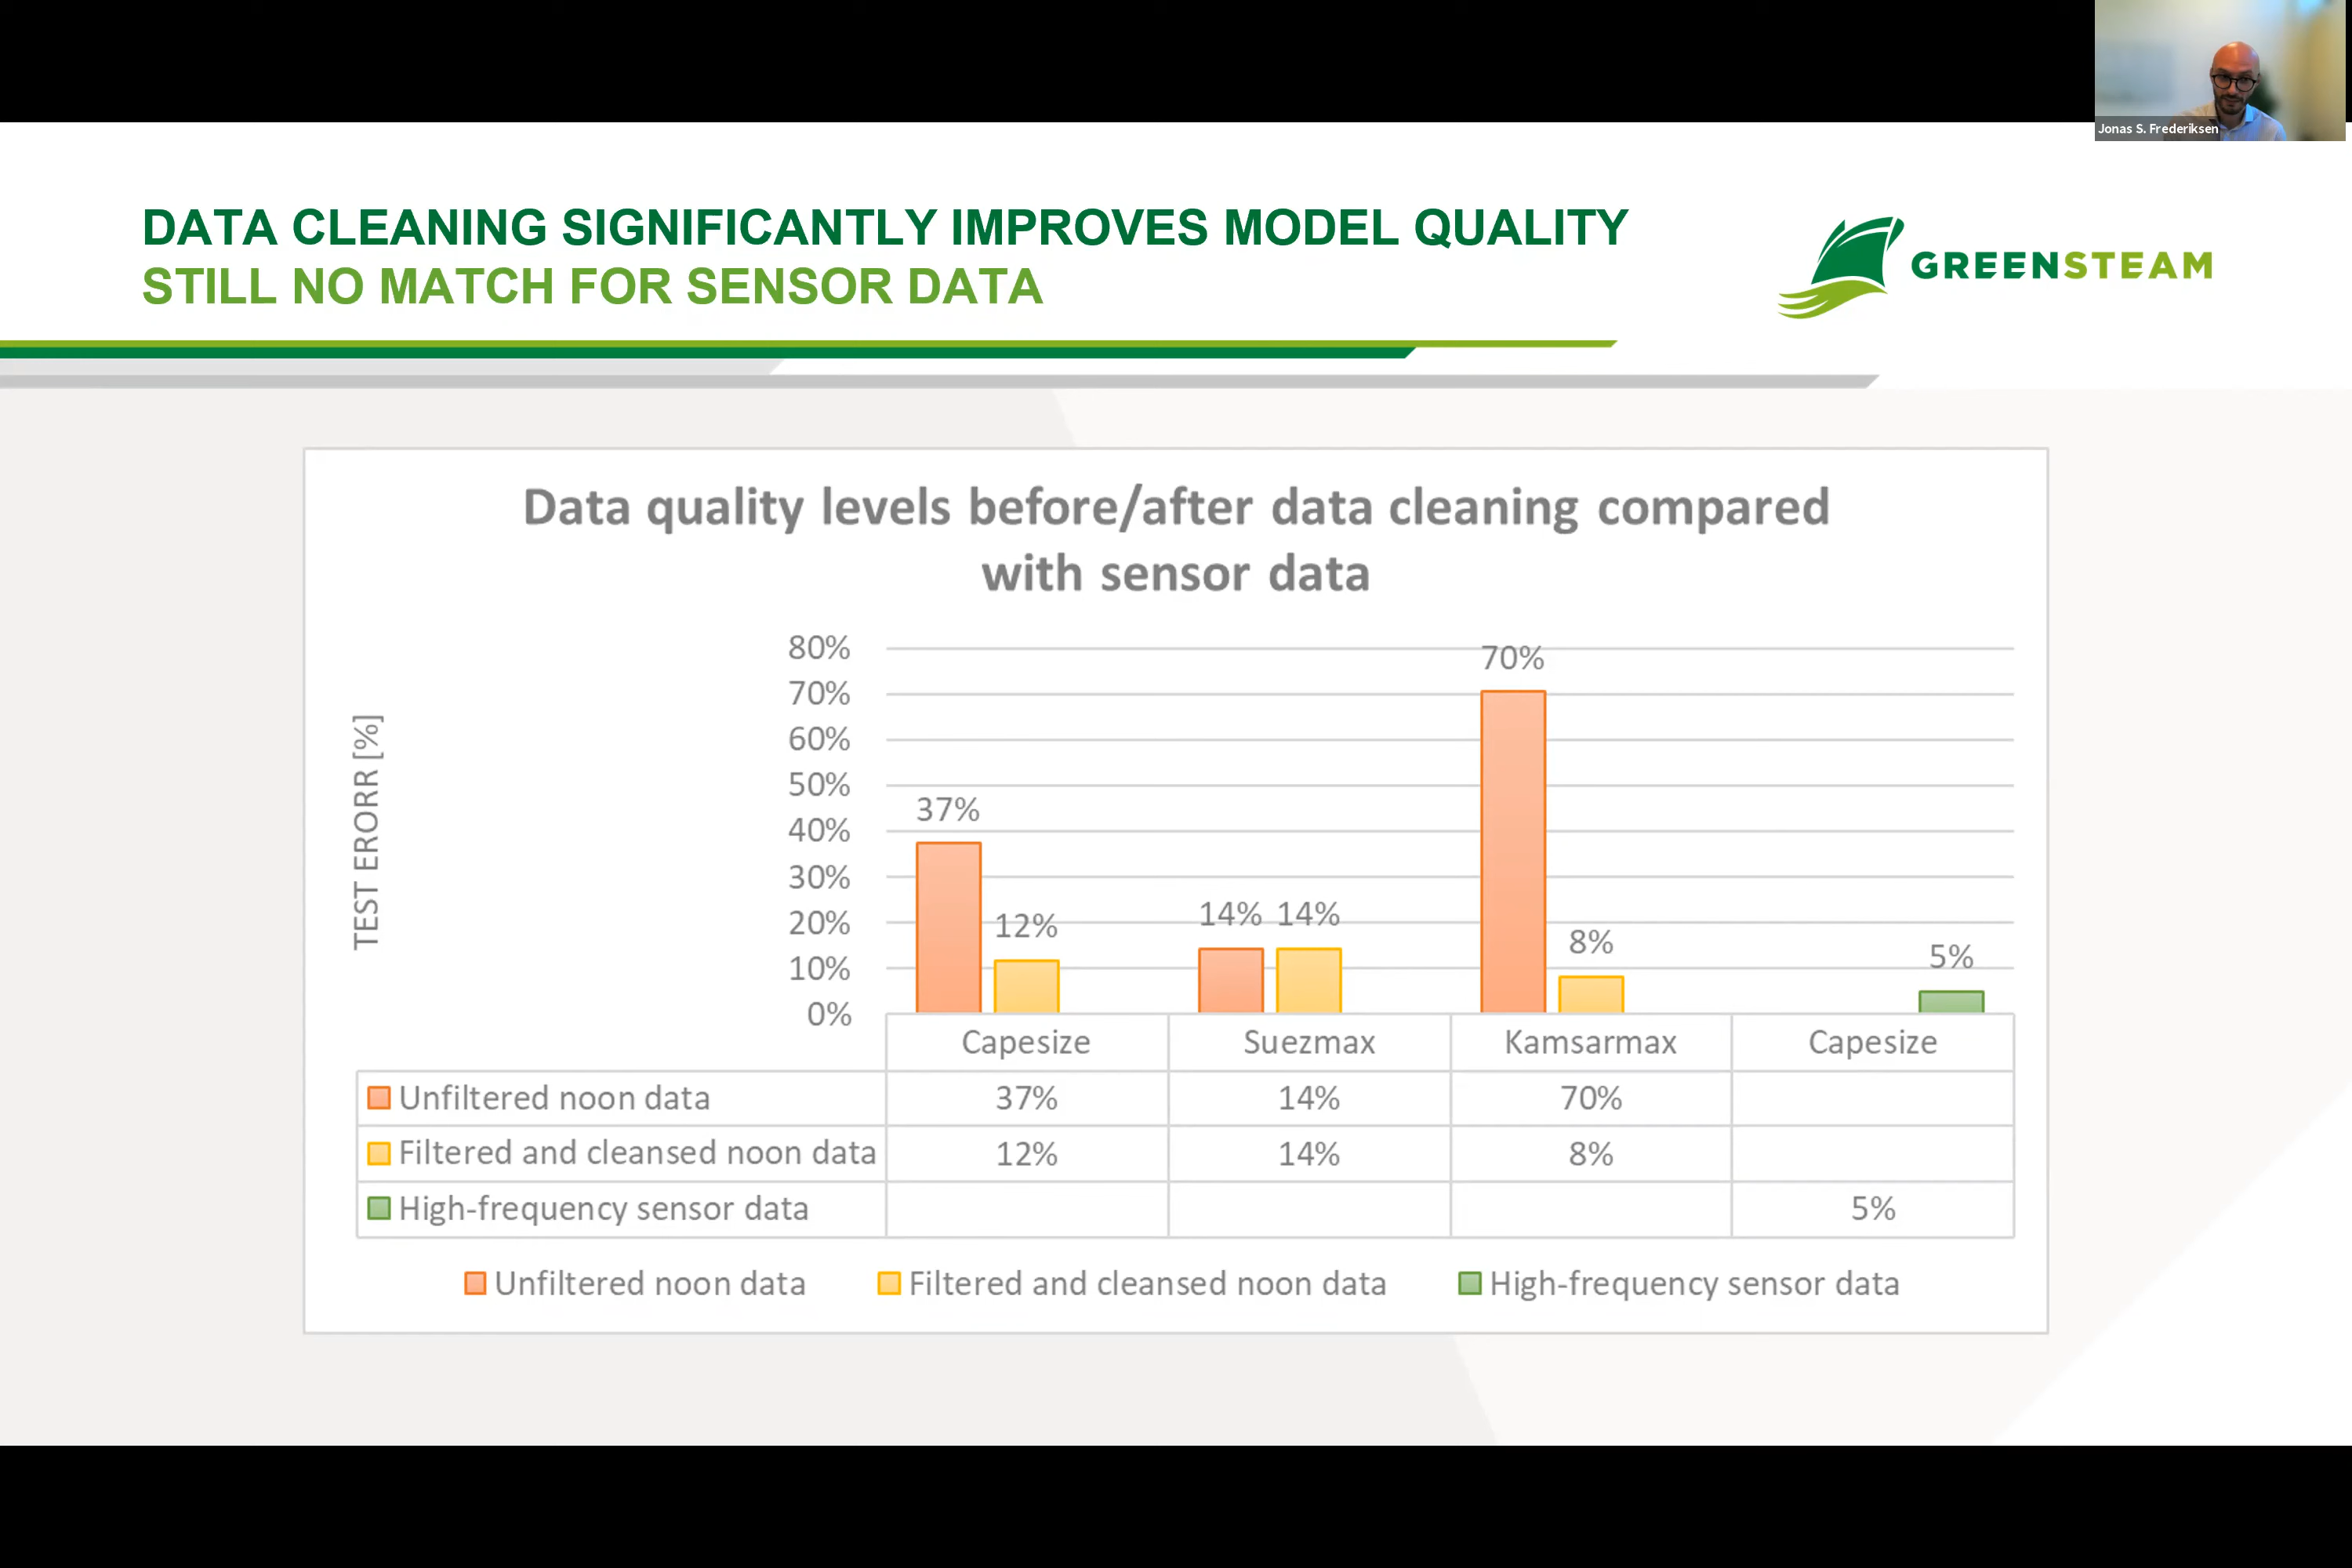 Jonas S. Frederiksen
DATA CLEANING SIGNIFICANTLY IMPROVES MODEL QUALITY
STILL NO MATCH FOR SENSOR DATA
GREENSTEAM
Data quality levels before/after data cleaning compared
with sensor data
TEST ERORR [%]
80%
70%
60%
50%
40%
30%
20%
10%
0%
37%
12%
14%
14%
70%
8%
5%
Capesize Suezmax Kamsarmax Capesize
Unfiltered noon data 37% 14% 70%
Filtered and cleansed noon data 12% 14% 8%
High-frequency sensor data 5%
Unfiltered noon data Filtered and cleansed noon data High-frequency sensor data